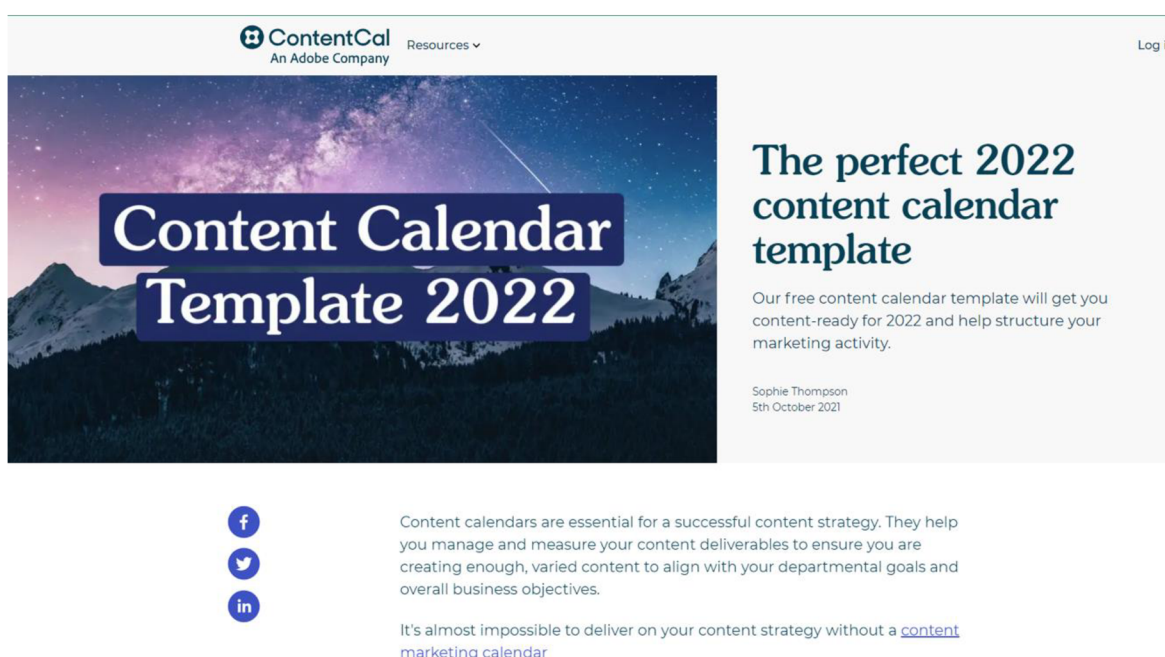 ContentCal
An Adobe Company
Resources
Log
Content Calendar
Template 2022
The perfect 2022
content calendar
template
Our free content calendar template will get you
content-ready for 2022 and help structure your
marketing activity.
Sophie Thompson
5th October 2021
Content calendars are essential for a successful content strategy. They help
you manage and measure your content deliverables to ensure you are
creating enough, varied content to align with your departmental goals and
overall business objectives.
It's almost impossible to deliver on your content strategy without a content
marketing calendar